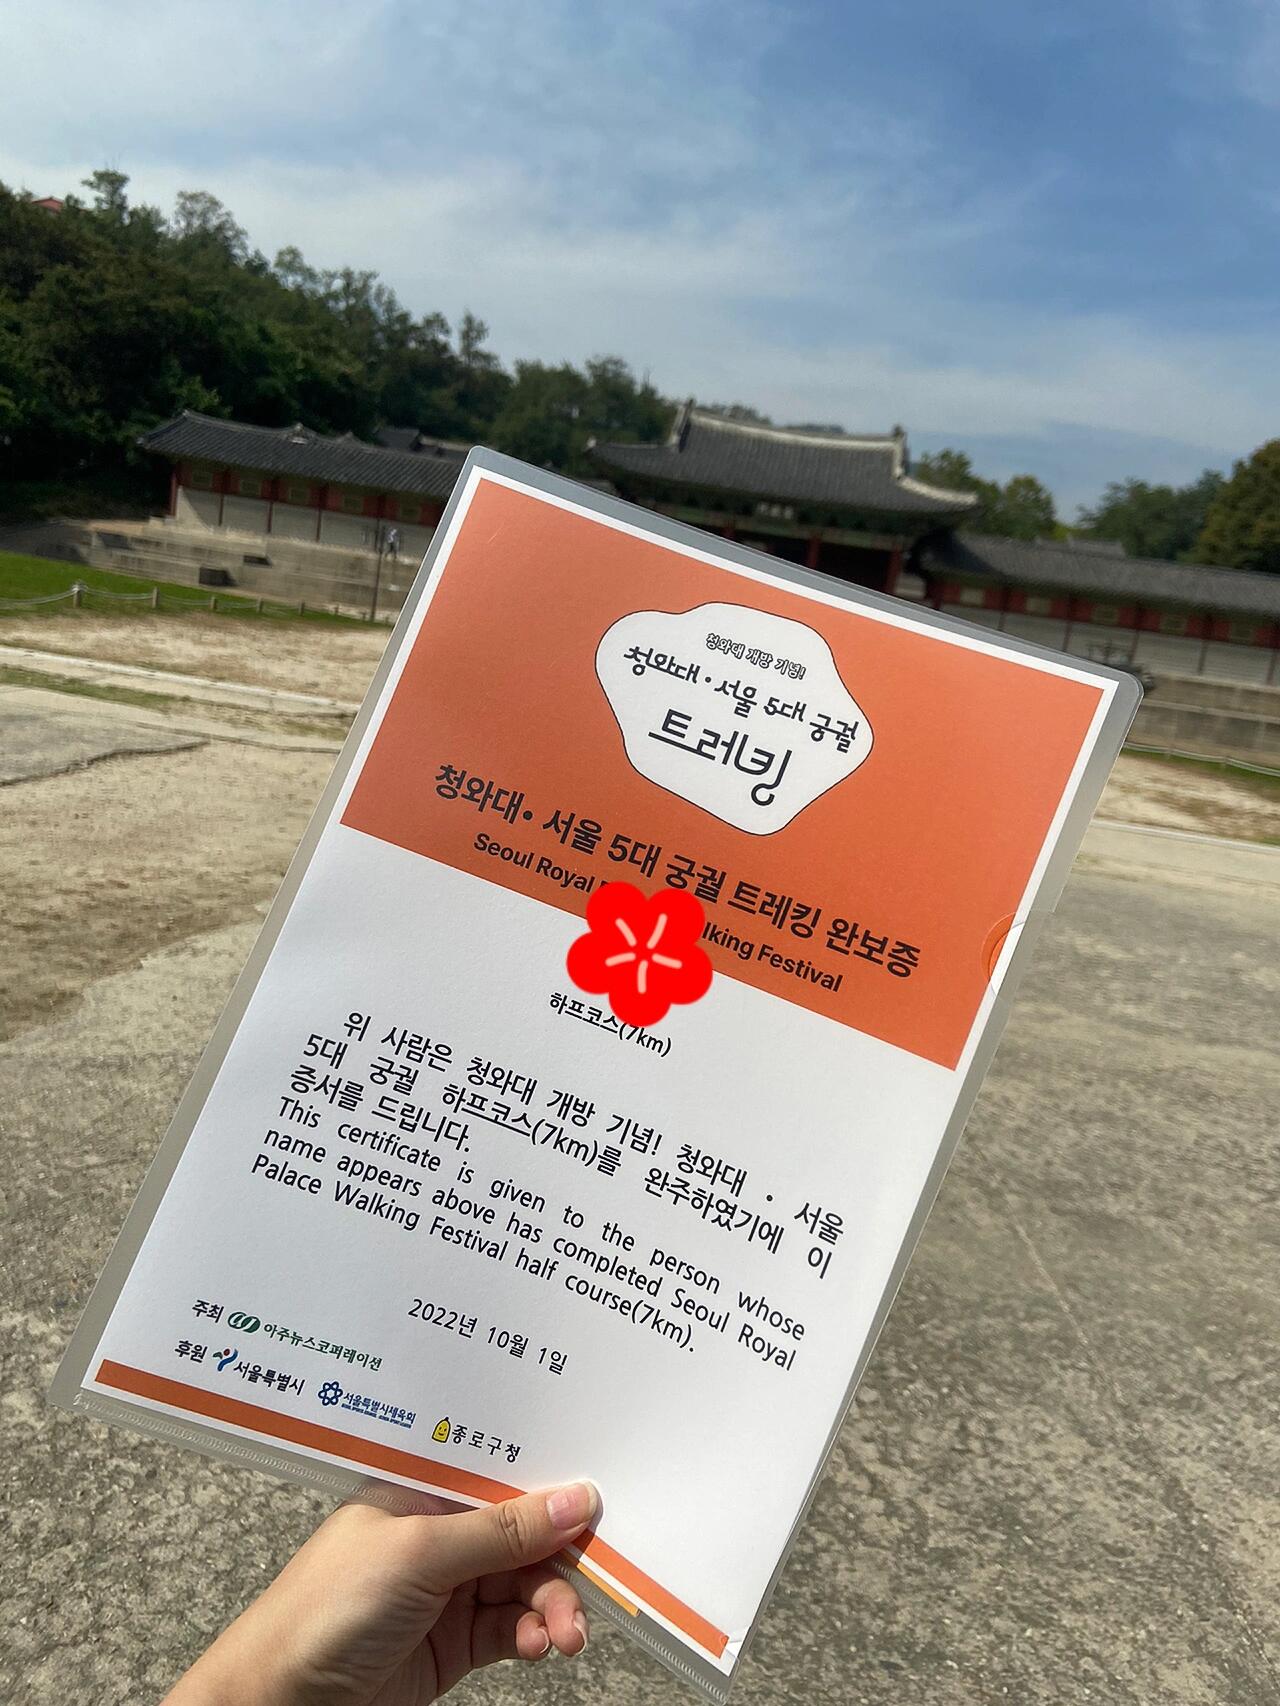 청와대 개방 기념!
청와대 · 서울 5대 궁궐
트레킹
청와대 · 서울 5대 궁궐 트레킹 완보증
Seoul Royal lking Festival
하프코스(7km)
위 사람은 청와대 개방 기념! 청와대 · 서울
5대 궁궐 하프코스(7km)를 완주하였기에 이
증서를 드립니다.
This certificate is given to the person whose
name appears above has completed Seoul Royal
Palace Walking Festival half course(7km).
2022년 10월 1일
주최 아주뉴스코퍼레이션
후원 서울특별시 서울특별시체육회 종로구청